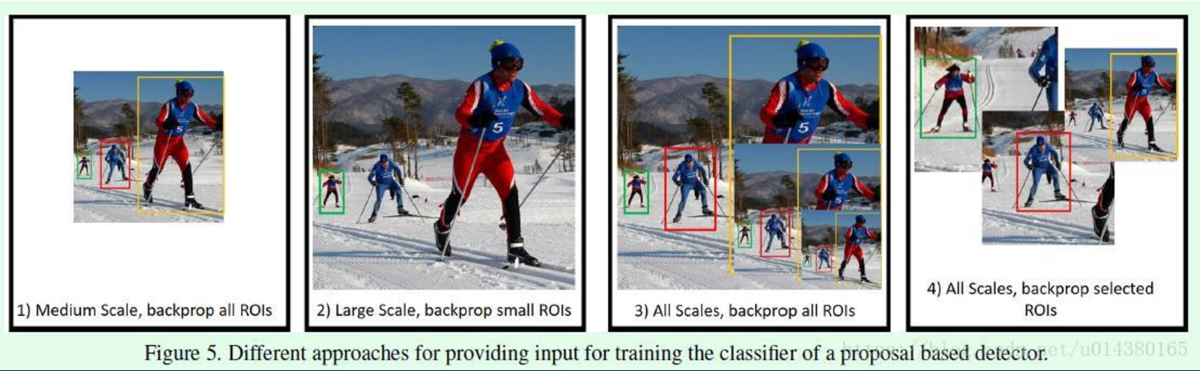 5
5
5
1) Medium Scale, backprop all ROIs
2) Large Scale, backprop small ROIs
3) All Scales, backprop all ROIs
4) All Scales, backprop selected
ROIs
Figure 5. Different approaches for providing input for training the classifier of a proposal based detector.
net/u014380165